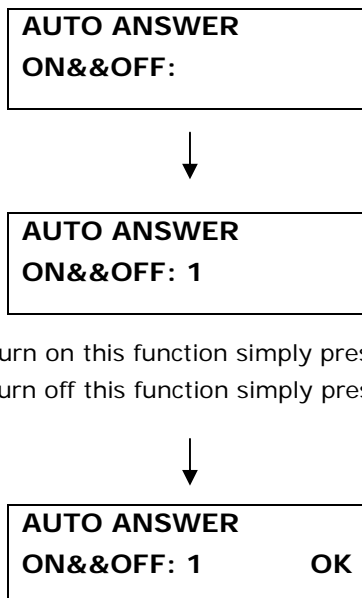 AUTO ANSWER
ON&&OFF:
AUTO ANSWER
ON&&OFF: 1
urn on this function simply pres
urn off this function simply pres
AUTO ANSWER
ON&&OFF: 1 OK